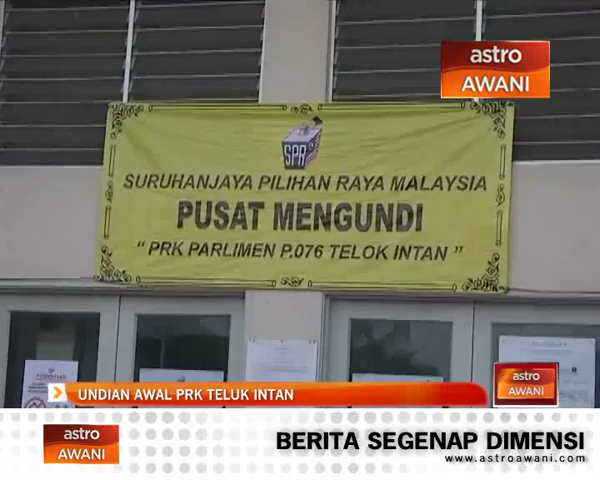 astro
AWANI
SPR
SURUHANJAYA PILIHAN RAYA MALAYSIA
PUSAT MENGUNDI
" PRK PARLIMEN P.076 TELOK INTAN "
UNDIAN AWAL PRK TELUK INTAN
astro
AWANI
astro
AWANI
BERITA SEGENAP DIMENSI
www.astroawani.com